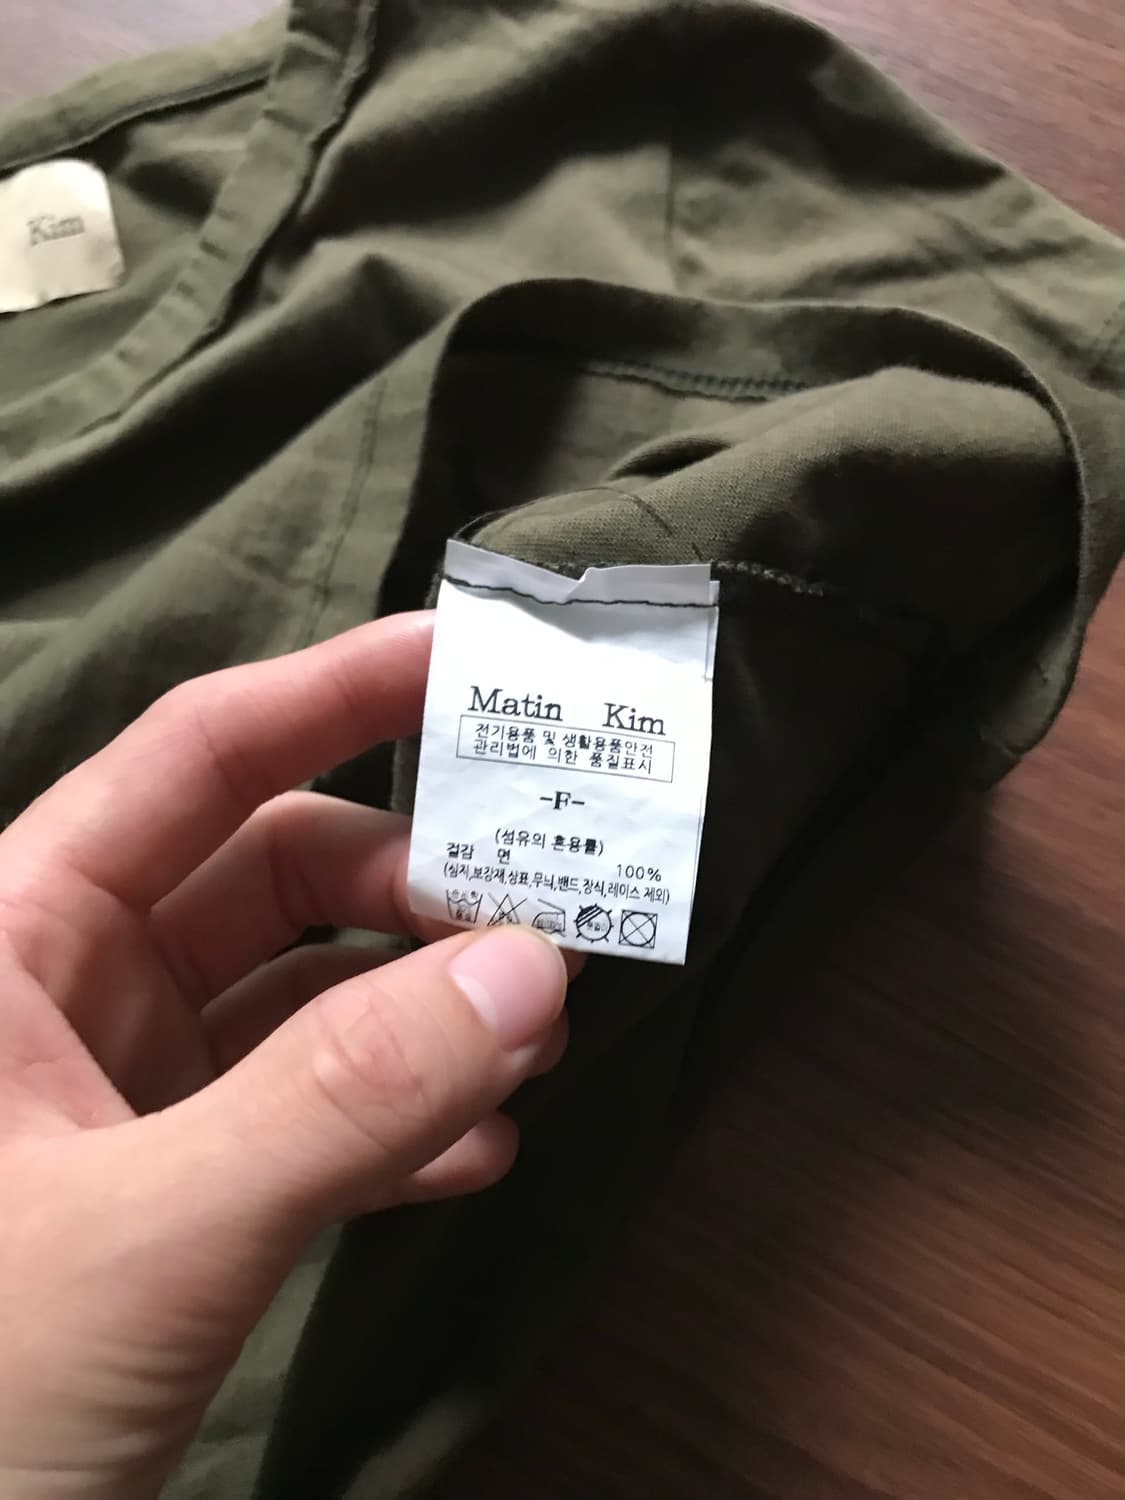 Kim
Matin Kim
전기용품 및 생활용품안전
관리법에 의한 품질표시
-F-
(섬유의 혼용률)
겉감 면 100%
(심지,보강재,상표,무늬,밴드,장식,레이스 제외)